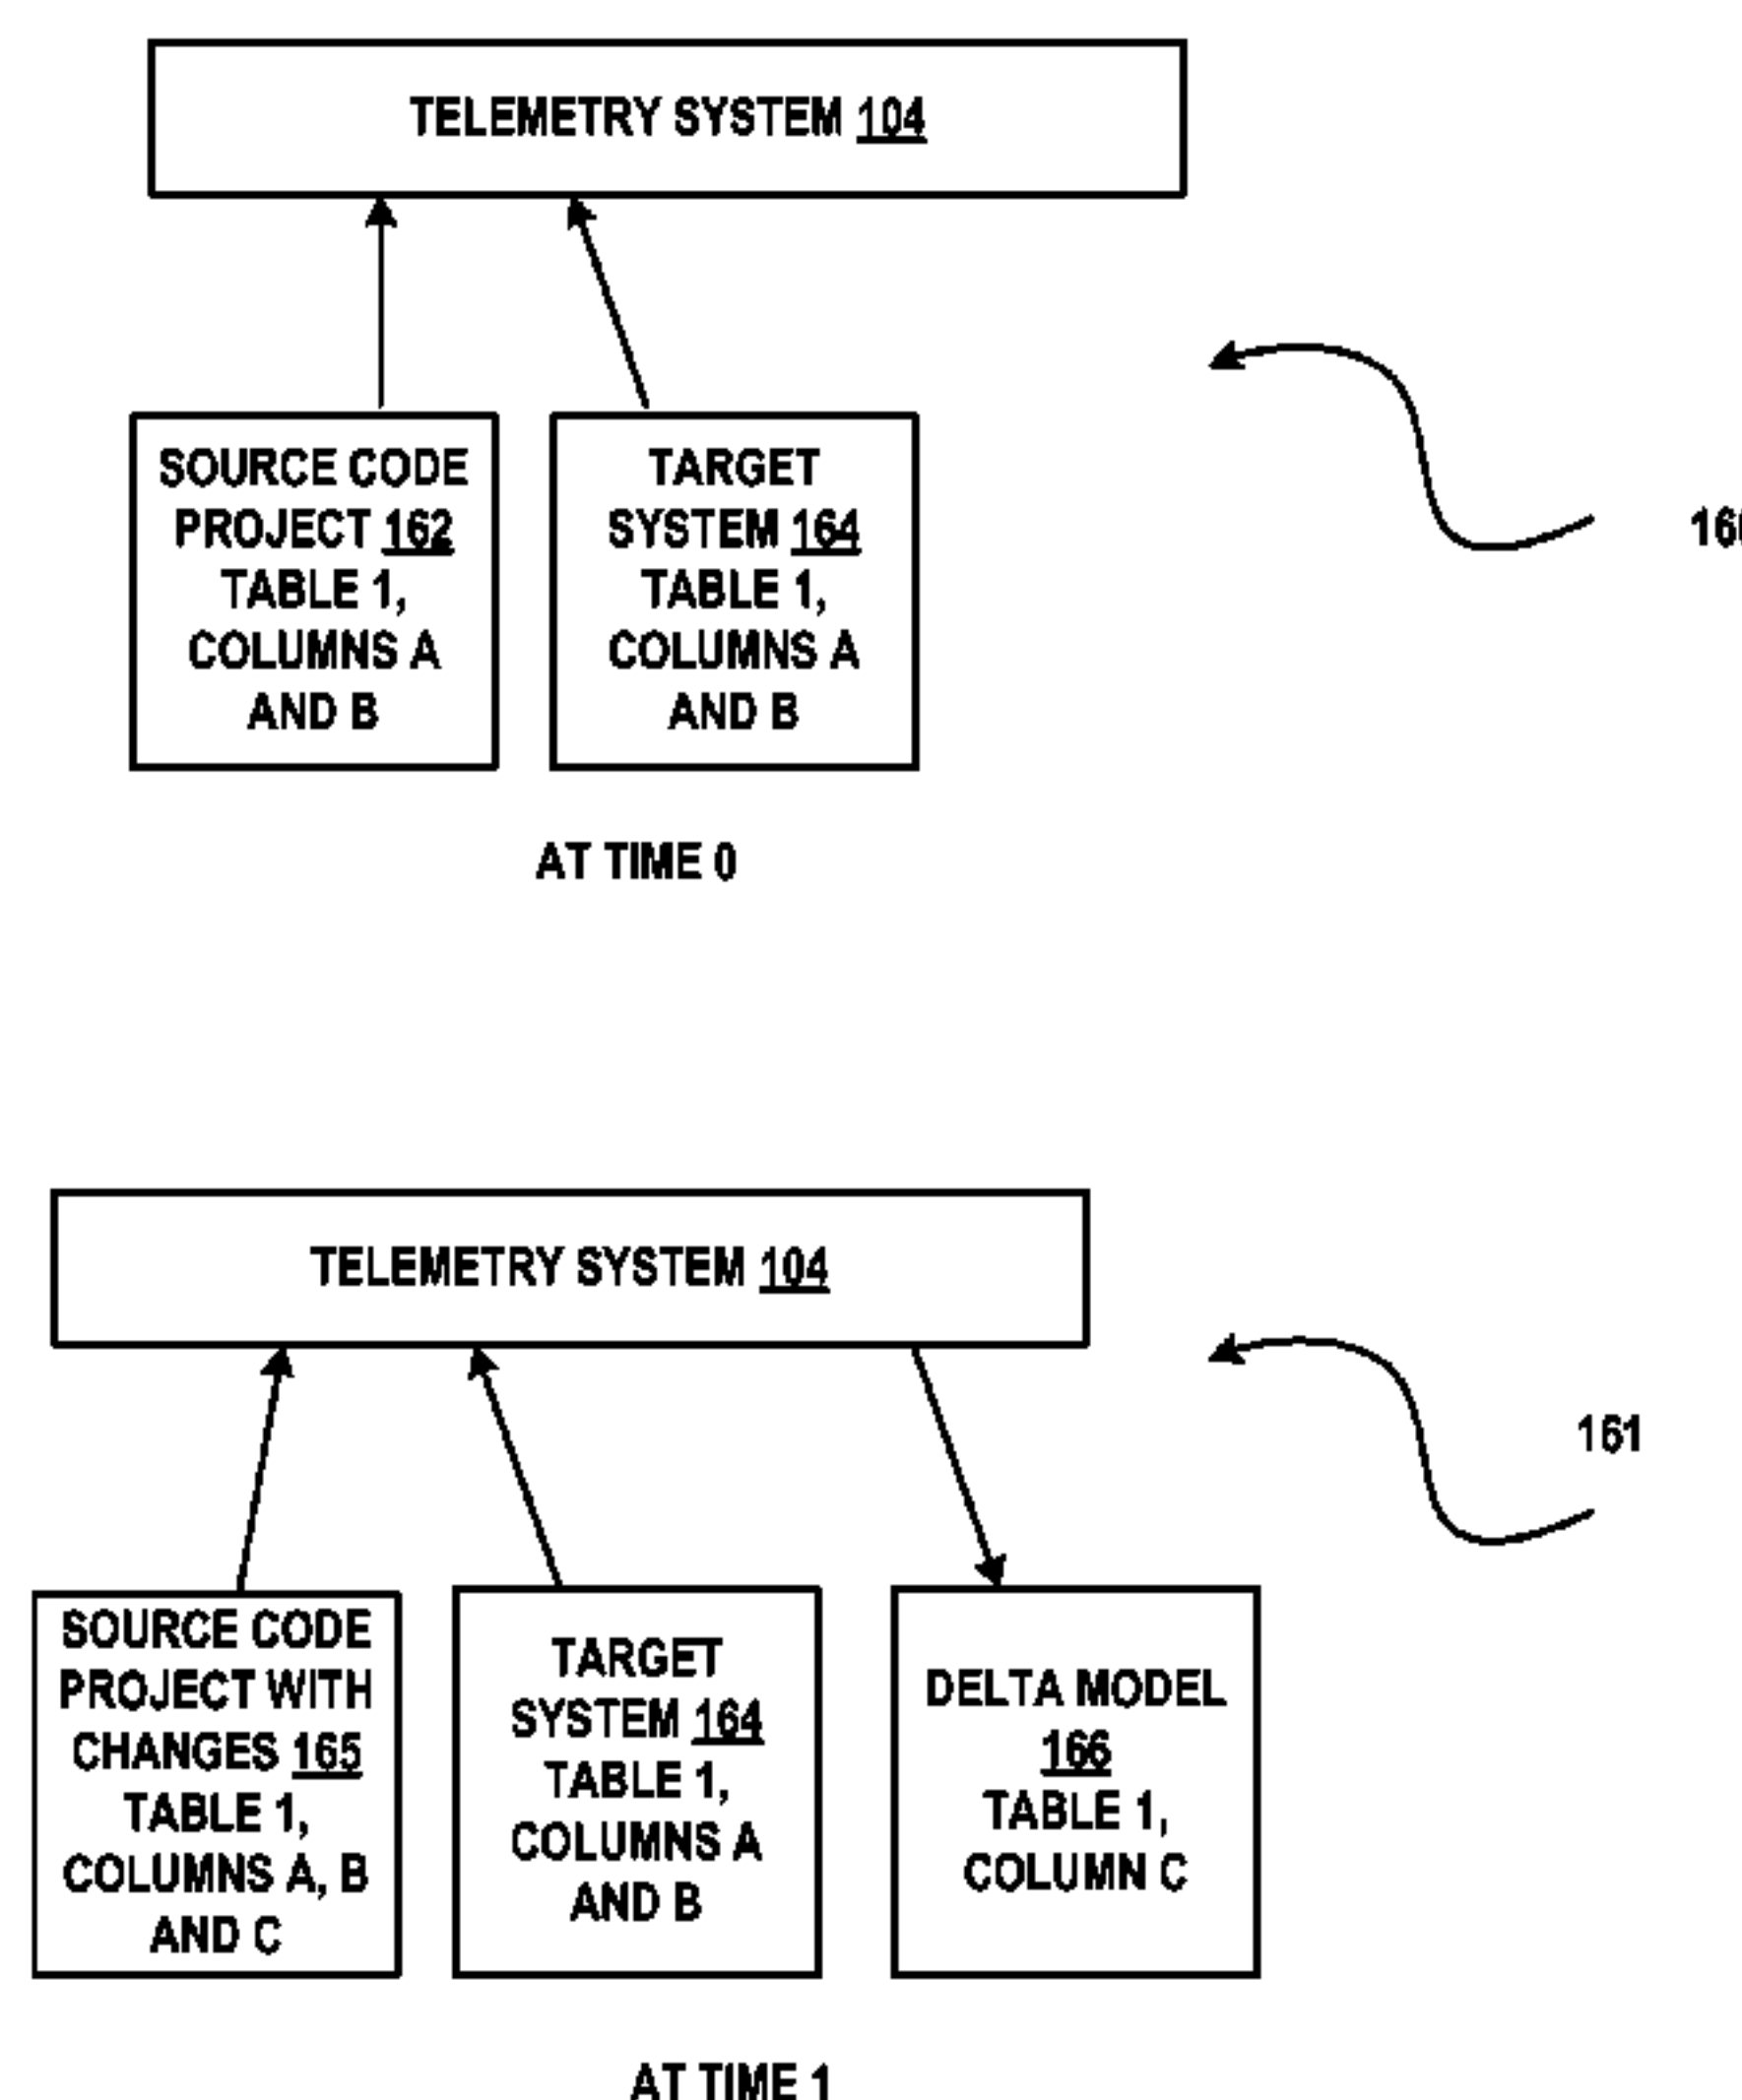 TELEMETRY SYSTEM 104
SOURCE CODE
PROJECT 162
TABLE 1,
COLUMNS A
AND B
TARGET
SYSTEM 164
TABLE 1,
COLUMNS A
AND B
AT TIME 0
TELEMETRY SYSTEM 104
161
SOURCE CODE
PROJECT WITH
CHANGES 165
TABLE 1,
COLUMNS A, B
AND C
TARGET
SYSTEM 164
TABLE 1,
COLUMNS A
AND B
DELTA MODEL
166
TABLE 1,
COLUMN C
AT TIME 1